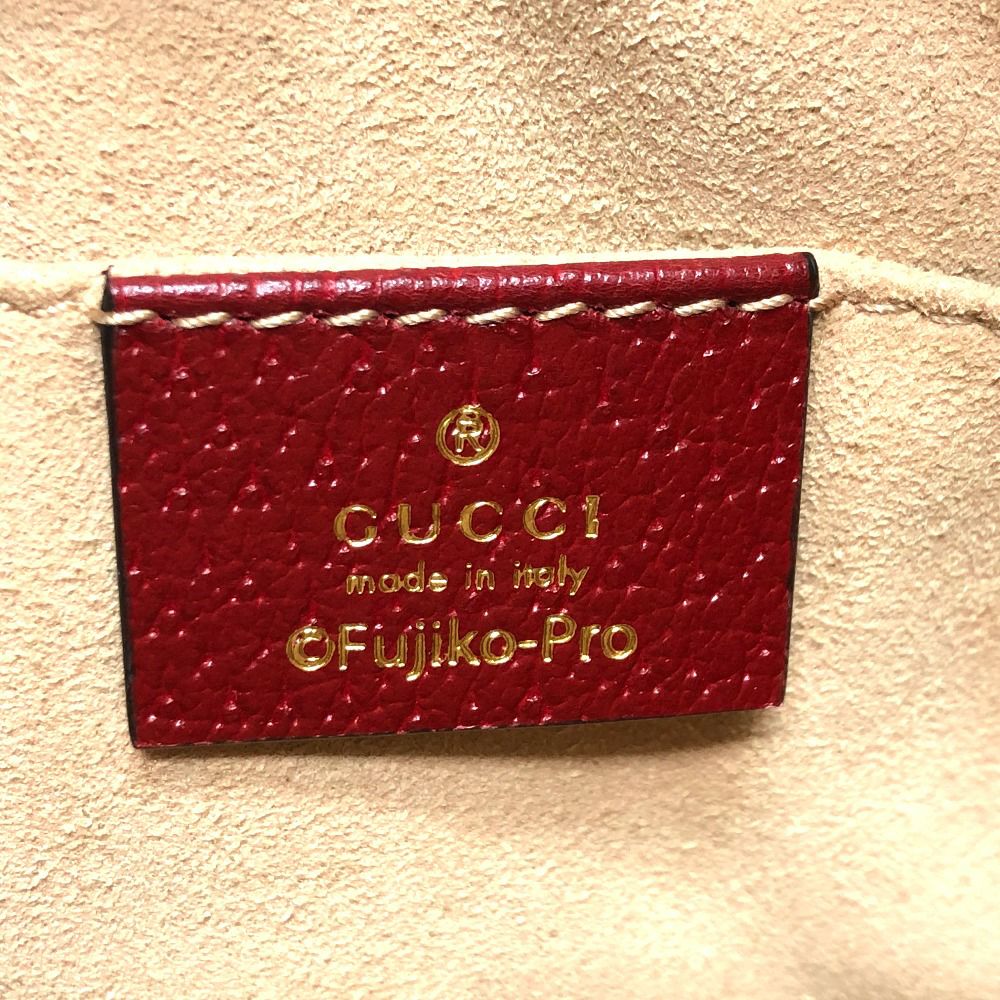 ®
GUCCI
made in italy
©Fujiko-Pro